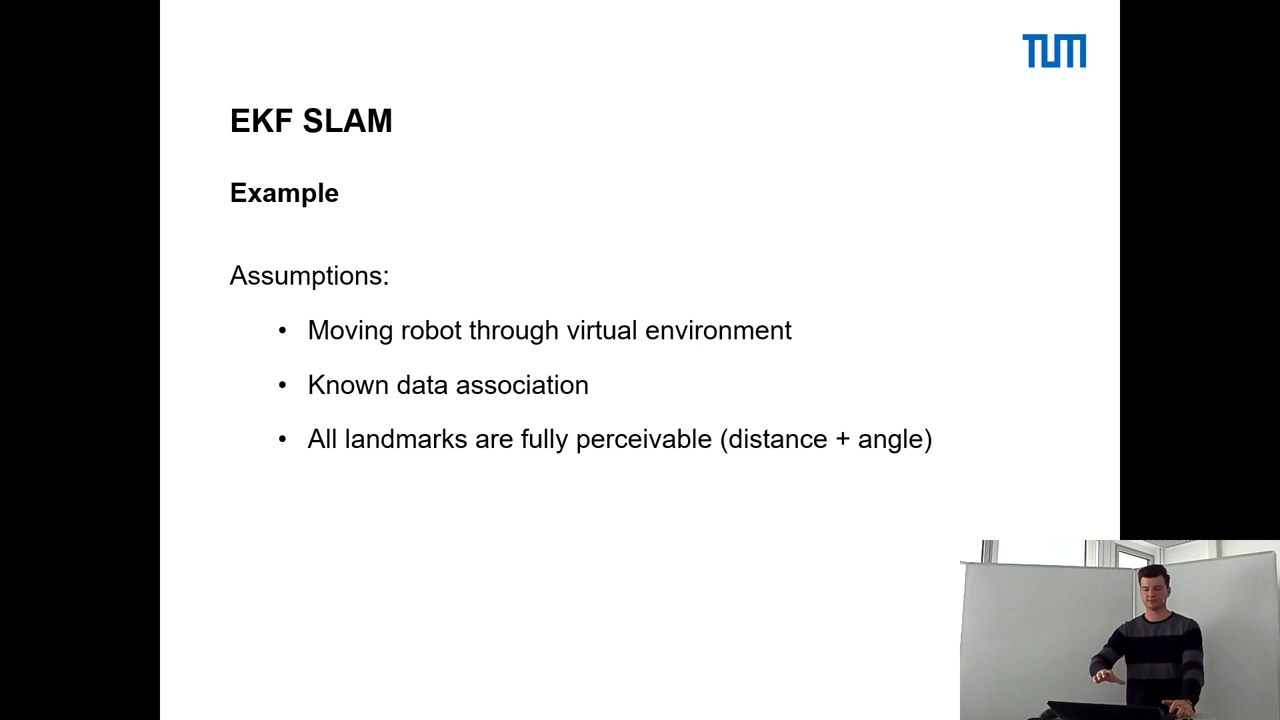 TUM
EKF SLAM
Example
Assumptions:
• Moving robot through virtual environment
• Known data association
• All landmarks are fully perceivable (distance + angle)